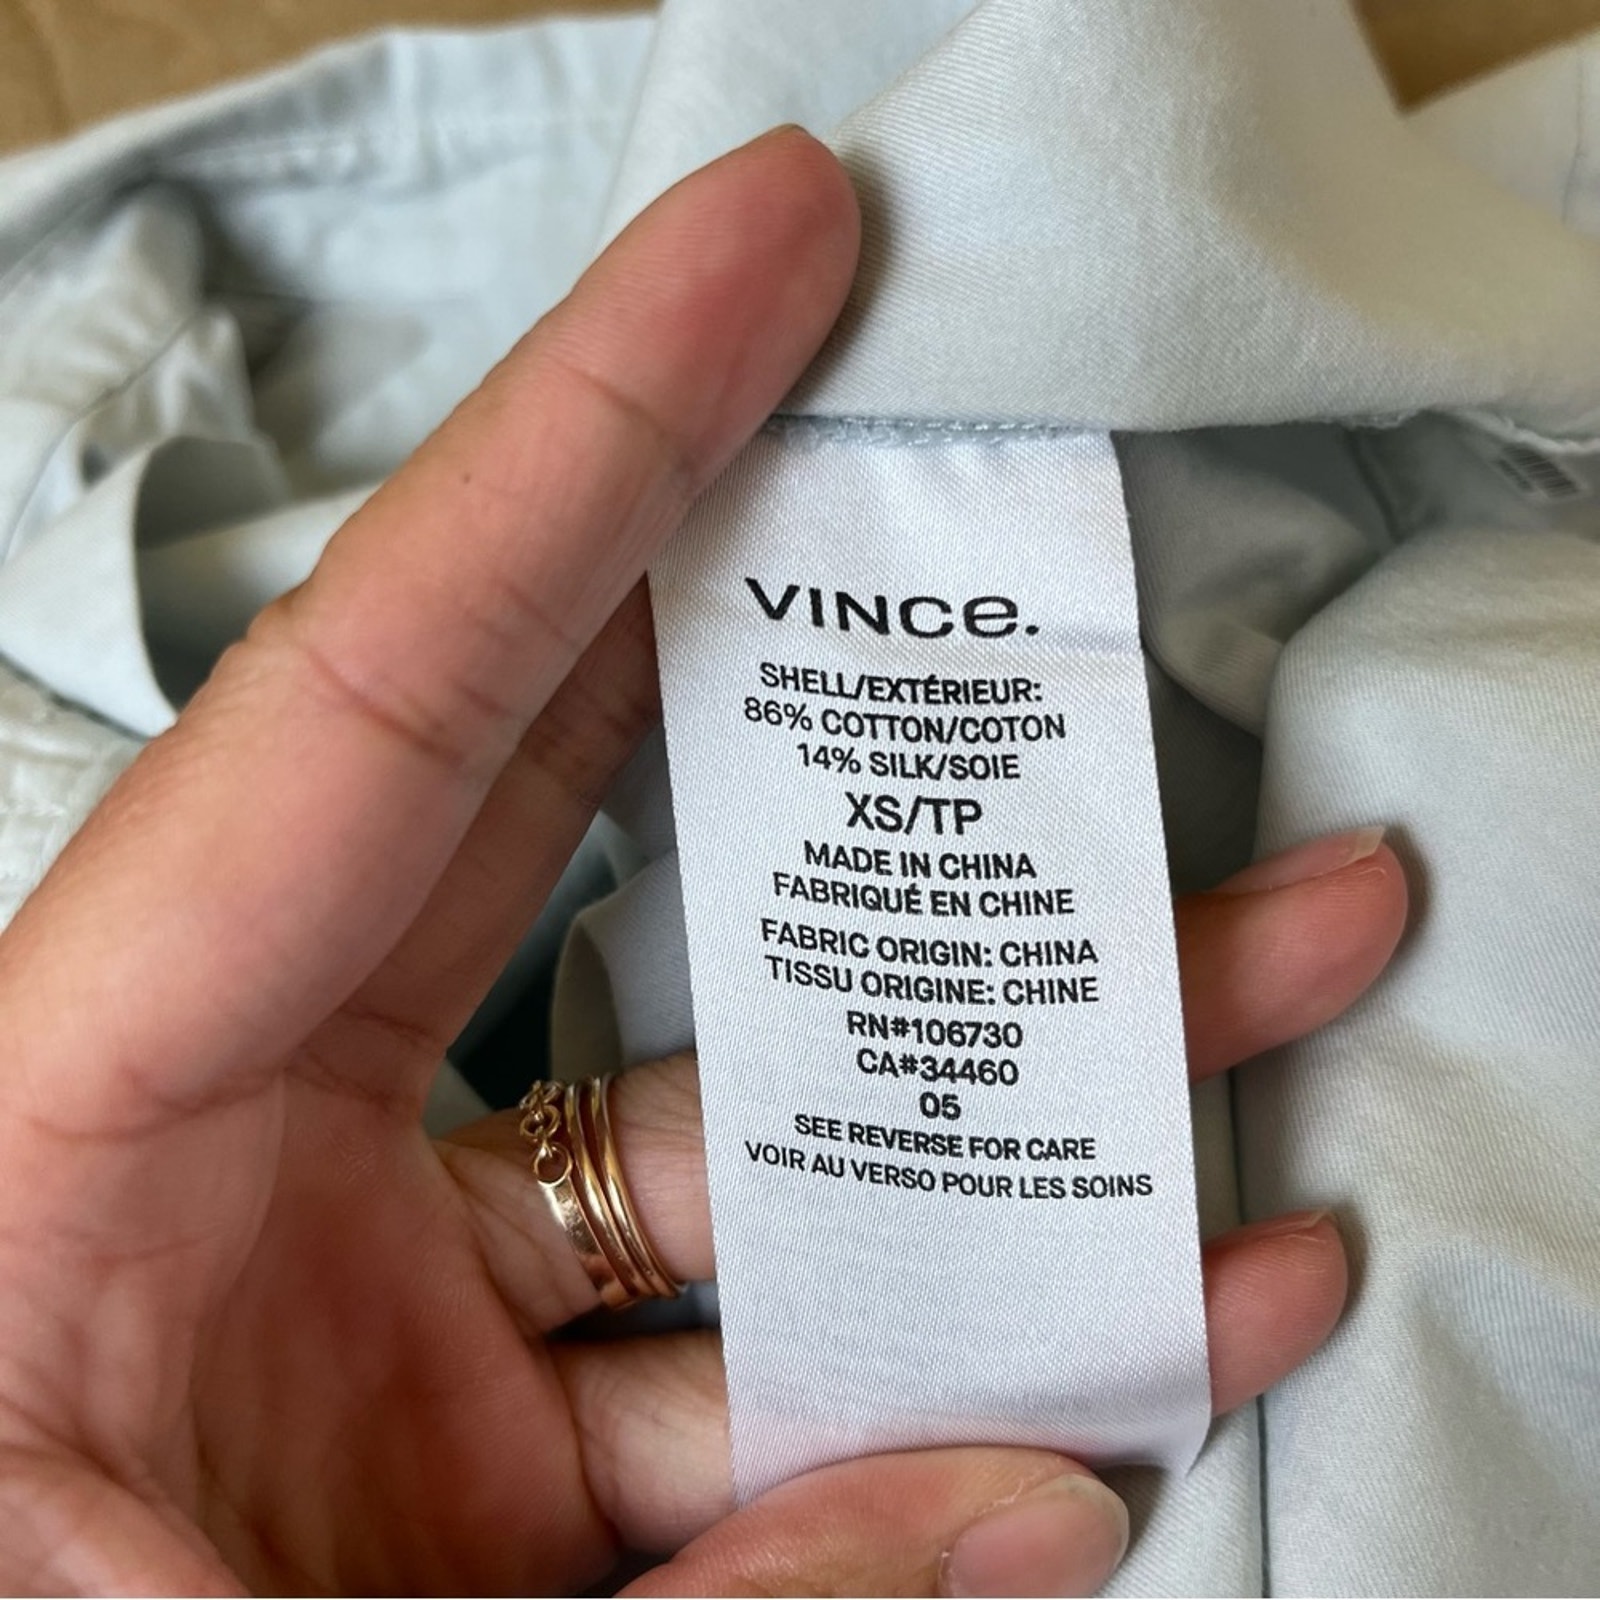 VINCe.
SHELL/EXTÉRIEUR:
86% COTTON/COTON
14% SILK/SOIE
XS/TP
MADE IN CHINA
FABRIQUÉ EN CHINE
FABRIC ORIGIN: CHINA
TISSU ORIGINE: CHINE
RN#106730
CA#34460
05
SEE REVERSE FOR CARE
VOIR AU VERSO POUR LES SOINS